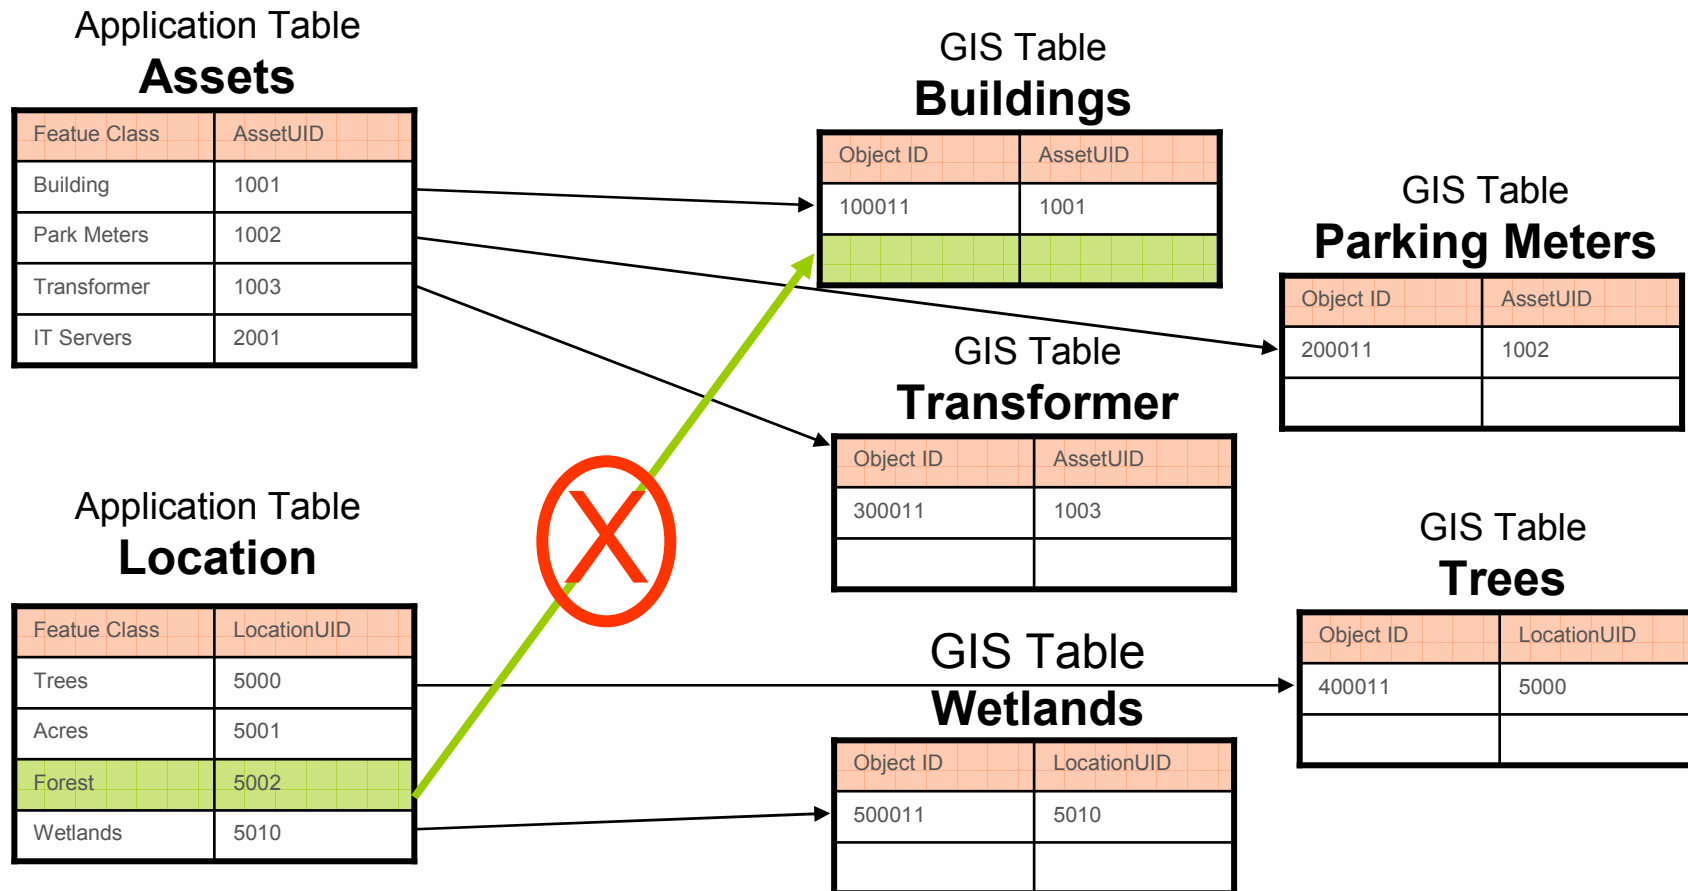 Application Table
Assets
Featue Class AssetUID
Building 1001
Park Meters 1002
Transformer 1003
IT Servers 2001
GIS Table
Buildings
Object ID AssetUID
100011 1001
GIS Table
Parking Meters
Object ID AssetUID
200011 1002
GIS Table
Transformer
Object ID AssetUID
300011 1003
Application Table
Location
Featue Class LocationUID
Trees 5000
Acres 5001
Forest 5002
Wetlands 5010
X
GIS Table
Trees
Object ID LocationUID
400011 5000
GIS Table
Wetlands
Object ID LocationUID
500011 5010